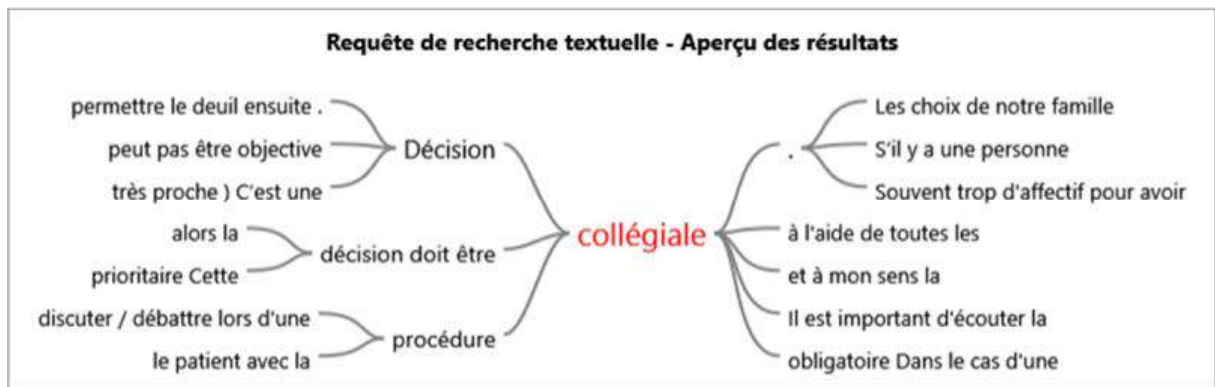 Requête de recherche textuelle - Aperçu des résultats
permettre le deuil ensuite .
peut pas être objective
très proche ) C'est une
Décision
alors la
prioritaire Cette
décision doit être
discuter / débattre lors d'une
le patient avec la
procédure
collégiale
.
Les choix de notre famille
S'il y a une personne
Souvent trop d'affectif pour avoir
à l'aide de toutes les
et à mon sens la
Il est important d'écouter la
obligatoire Dans le cas d'une